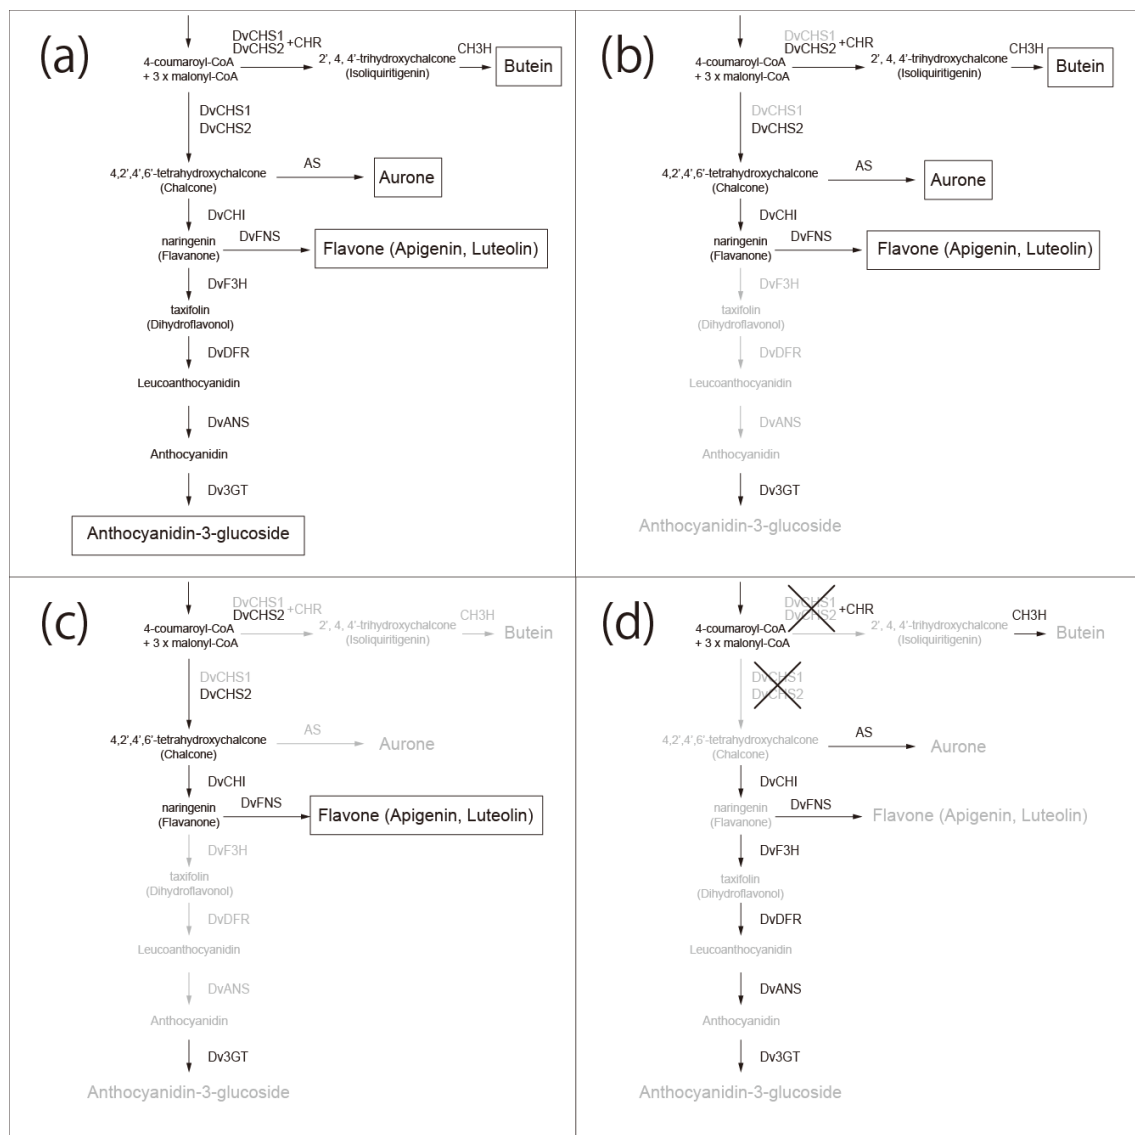 (a)
DvCHS1
DvCHS2 +CHR
4-coumaroyl-CoA
+ 3 x malonyl-CoA
2', 4, 4'-trihydroxychalcone
(Isoliquiritigenin)
CH3H
Butein
DvCHS1
DvCHS2
4,2',4',6'-tetrahydroxychalcone
(Chalcone)
AS
Aurone
DvCHI
naringenin
(Flavanone)
DvFNS
Flavone (Apigenin, Luteolin)
DvF3H
taxifolin
(Dihydroflavonol)
DvDFR
Leucoanthocyanidin
DvANS
Anthocyanidin
Dv3GT
Anthocyanidin-3-glucoside
(b)
DvCHS1
DvCHS2 +CHR
4-coumaroyl-CoA
+ 3 x malonyl-CoA
2', 4, 4'-trihydroxychalcone
(Isoliquiritigenin)
CH3H
Butein
DvCHS1
DvCHS2
4,2',4',6'-tetrahydroxychalcone
(Chalcone)
AS
Aurone
DvCHI
naringenin
(Flavanone)
DvFNS
Flavone (Apigenin, Luteolin)
DvF3H
taxifolin
(Dihydroflavonol)
DvDFR
Leucoanthocyanidin
DvANS
Anthocyanidin
Dv3GT
Anthocyanidin-3-glucoside
(c)
DvCHS1
DvCHS2 +CHR
4-coumaroyl-CoA
+ 3 x malonyl-CoA
2', 4, 4'-trihydroxychalcone
(Isoliquiritigenin)
CH3H
Butein
DvCHS1
DvCHS2
4,2',4',6'-tetrahydroxychalcone
(Chalcone)
AS
Aurone
DvCHI
naringenin
(Flavanone)
DvFNS
Flavone (Apigenin, Luteolin)
DvF3H
taxifolin
(Dihydroflavonol)
DvDFR
Leucoanthocyanidin
DvANS
Anthocyanidin
Dv3GT
Anthocyanidin-3-glucoside
(d)
DvCHS1
DvCHS2 +CHR
4-coumaroyl-CoA
+ 3 x malonyl-CoA
2', 4, 4'-trihydroxychalcone
(Isoliquiritigenin)
CH3H
Butein
DvCHS1
DvCHS2
4,2',4',6'-tetrahydroxychalcone
(Chalcone)
AS
Aurone
DvCHI
naringenin
(Flavanone)
DvFNS
Flavone (Apigenin, Luteolin)
DvF3H
taxifolin
(Dihydroflavonol)
DvDFR
Leucoanthocyanidin
DvANS
Anthocyanidin
Dv3GT
Anthocyanidin-3-glucoside